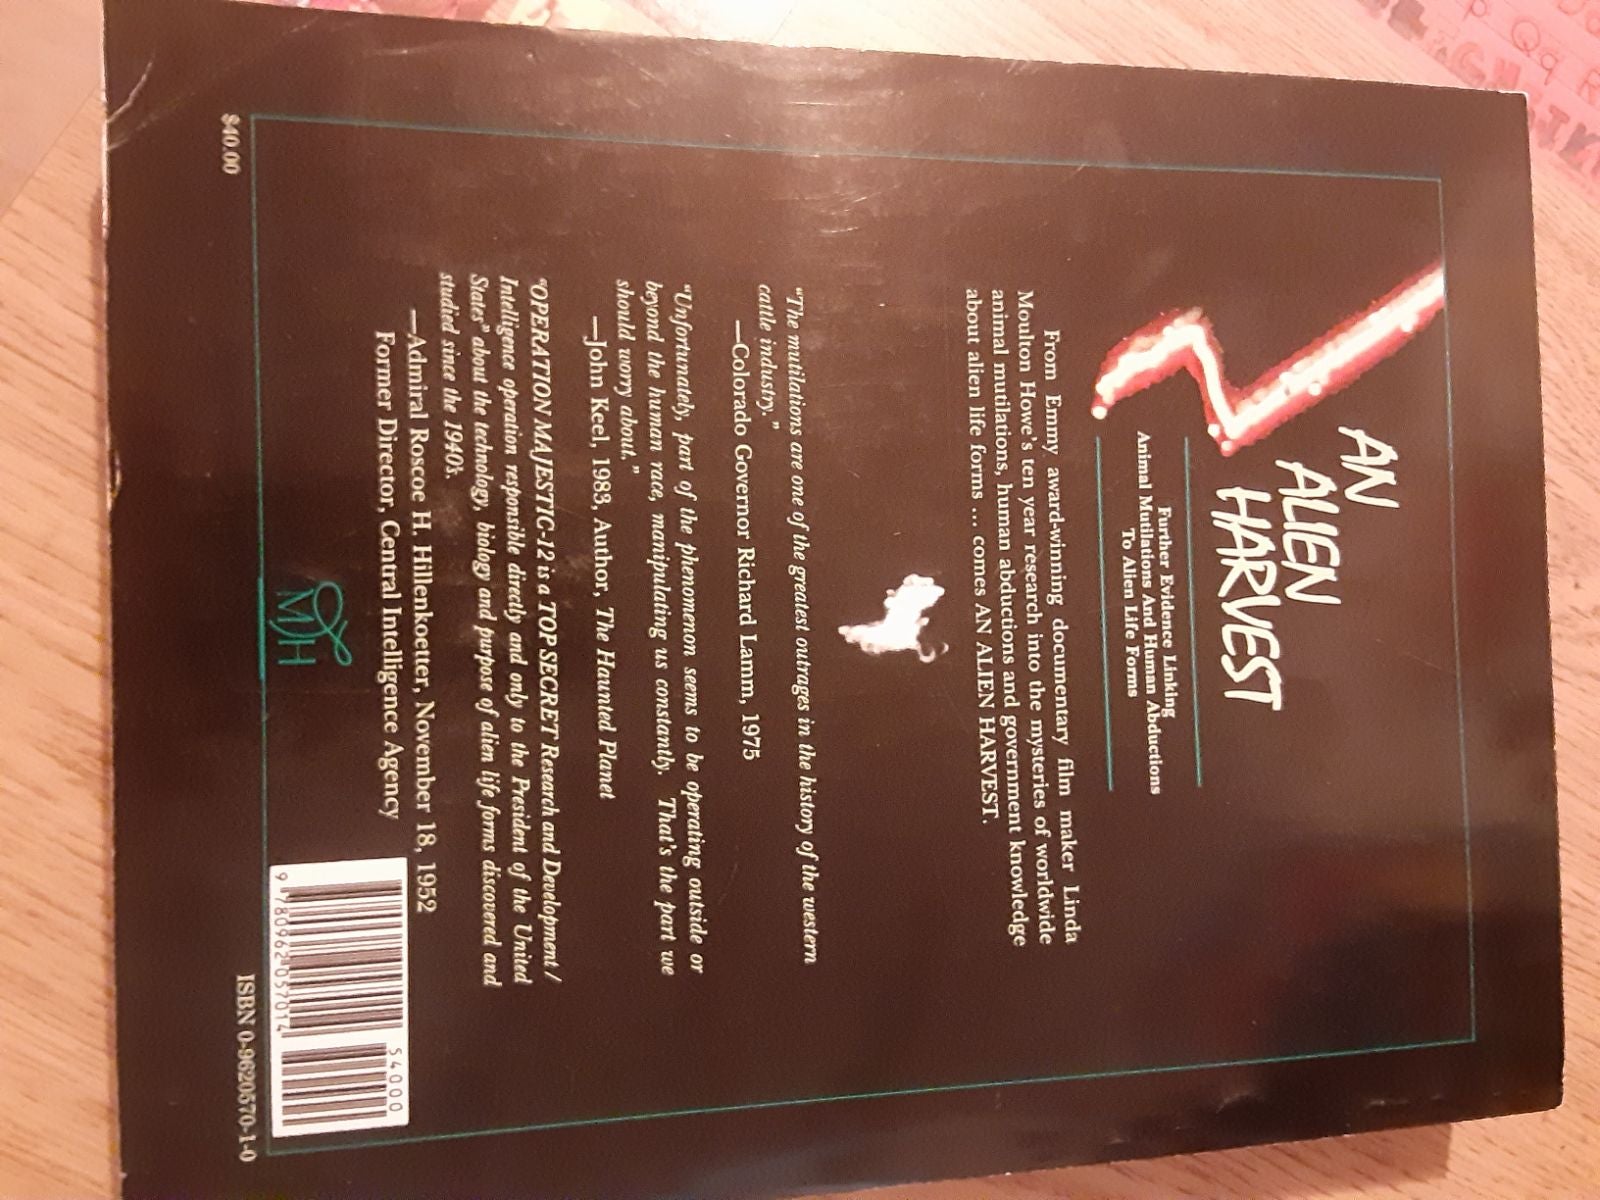 AN
ALIEN
HARVEST
Further Evidence Linking
Animal Mutilations And Human Abductions
To Alien Life Forms
From Emmy award-winning documentary film maker Linda
Moulton Howe's ten year research into the mysteries of worldwide
animal mutilations, human abductions and government knowledge
about alien life forms ... comes AN ALIEN HARVEST.
"The mutilations are one of the greatest outrages in the history of the western
cattle industry."
—Colorado Governor Richard Lamm, 1975
"Unfortunately, part of the phenomenon seems to be operating outside or
beyond the human race, manipulating us constantly. That's the part we
should worry about."
—John Keel, 1983, Author, The Haunted Planet
"OPERATION MAJESTIC-12 is a TOP SECRET Research and Development/
Intelligence operation responsible directly and only to the President of the United
States" about the technology, biology and purpose of alien life forms discovered and
studied since the 1940s.
—Admiral Roscoe H. Hillenkoetter, November 18, 1952
Former Director, Central Intelligence Agency
LMH
54000
9 780962 057014
$40.00
ISBN 0-9620570-1-0
Qq